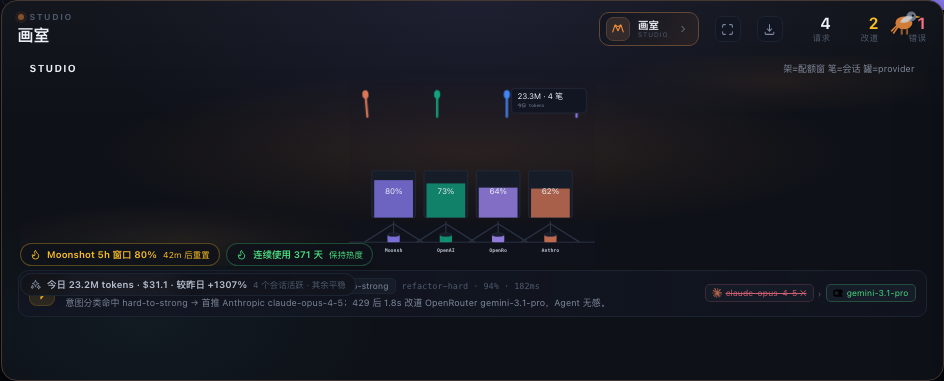 STUDIO
画室
画室
STUDIO
4
请求
2
改道
1
错误
STUDIO
架=配额窗 笔=会话 罐=provider
23.3M · 4 笔
今日 tokens
80%
73%
64%
62%
Moonsh
OpenAI
OpenRo
Anthro
Moonshot 5h 窗口 80% 42m 后重置
连续使用 371 天 保持热度
今日 23.2M tokens · $31.1 · 较昨日 +1307% 4 个会话活跃 · 其余平稳
o-strong refactor-hard · 94% · 182ms
意图分类命中 hard-to-strong → 首推 Anthropic claude-opus-4-5: 429 后 1.8s 改道 OpenRouter gemini-3.1-pro。Agent 无感。
claude-opus-4-5 ✕ › gemini-3.1-pro